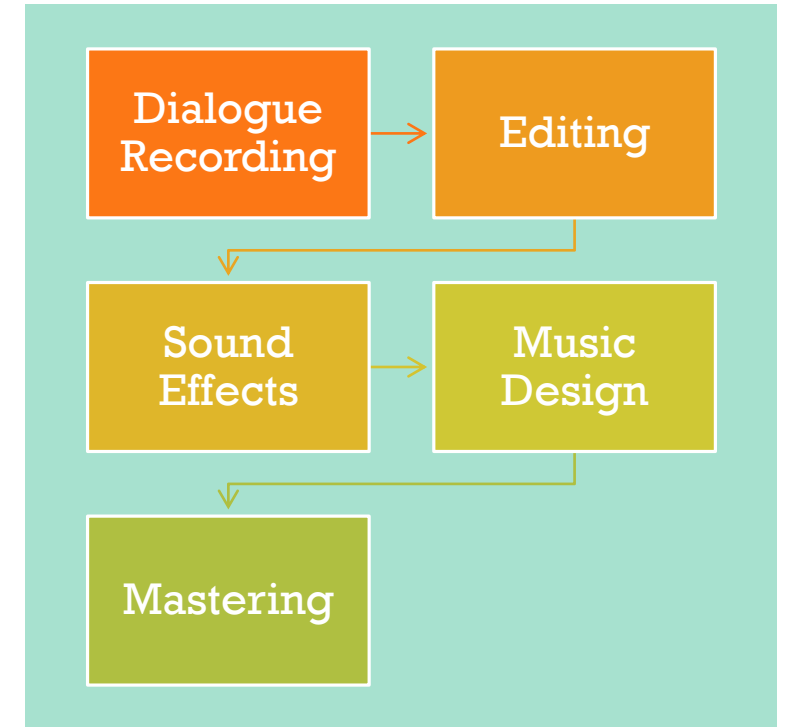 Dialogue
Recording
Editing
Sound
Effects
Music
Design
Mastering